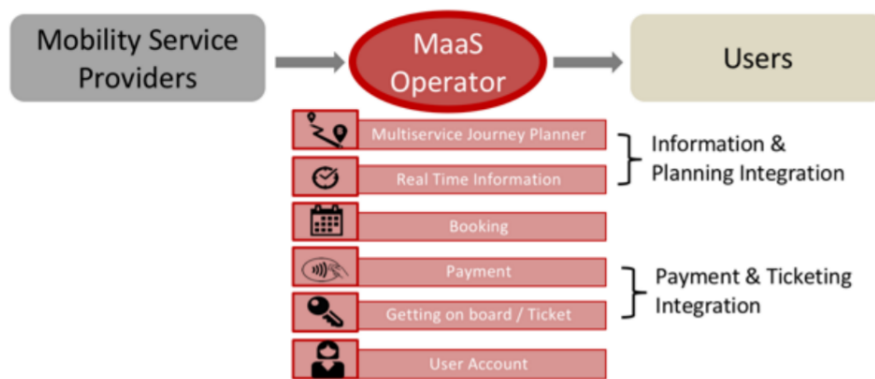 Mobility Service
Providers
MaaS
Operator
Users
Multiservice Journey Planner
Real Time Information
Information &
Planning Integration
Booking
Payment
Getting on board / Ticket
Payment & Ticketing
Integration
User Account